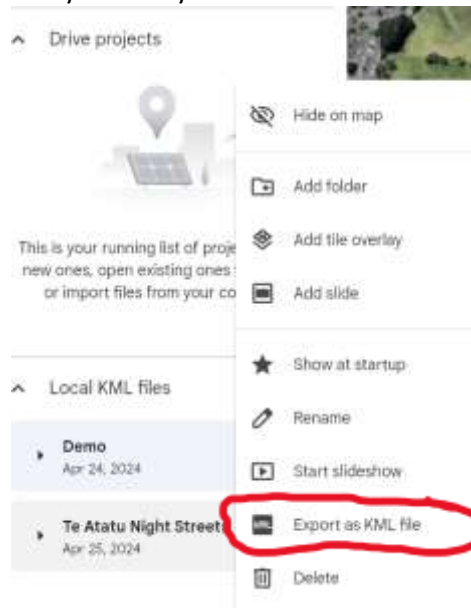 Drive projects
This is your running list of proje
new ones, open existing ones
or import files from your co
Local KML files
Demo
Apr 24, 2024
Te Atatu Night Street
Apr 25, 2024
Hide on map
Add folder
Add tile overlay
Add slide
Show at startup
Rename
Start slideshow
Export as KML file
Delete